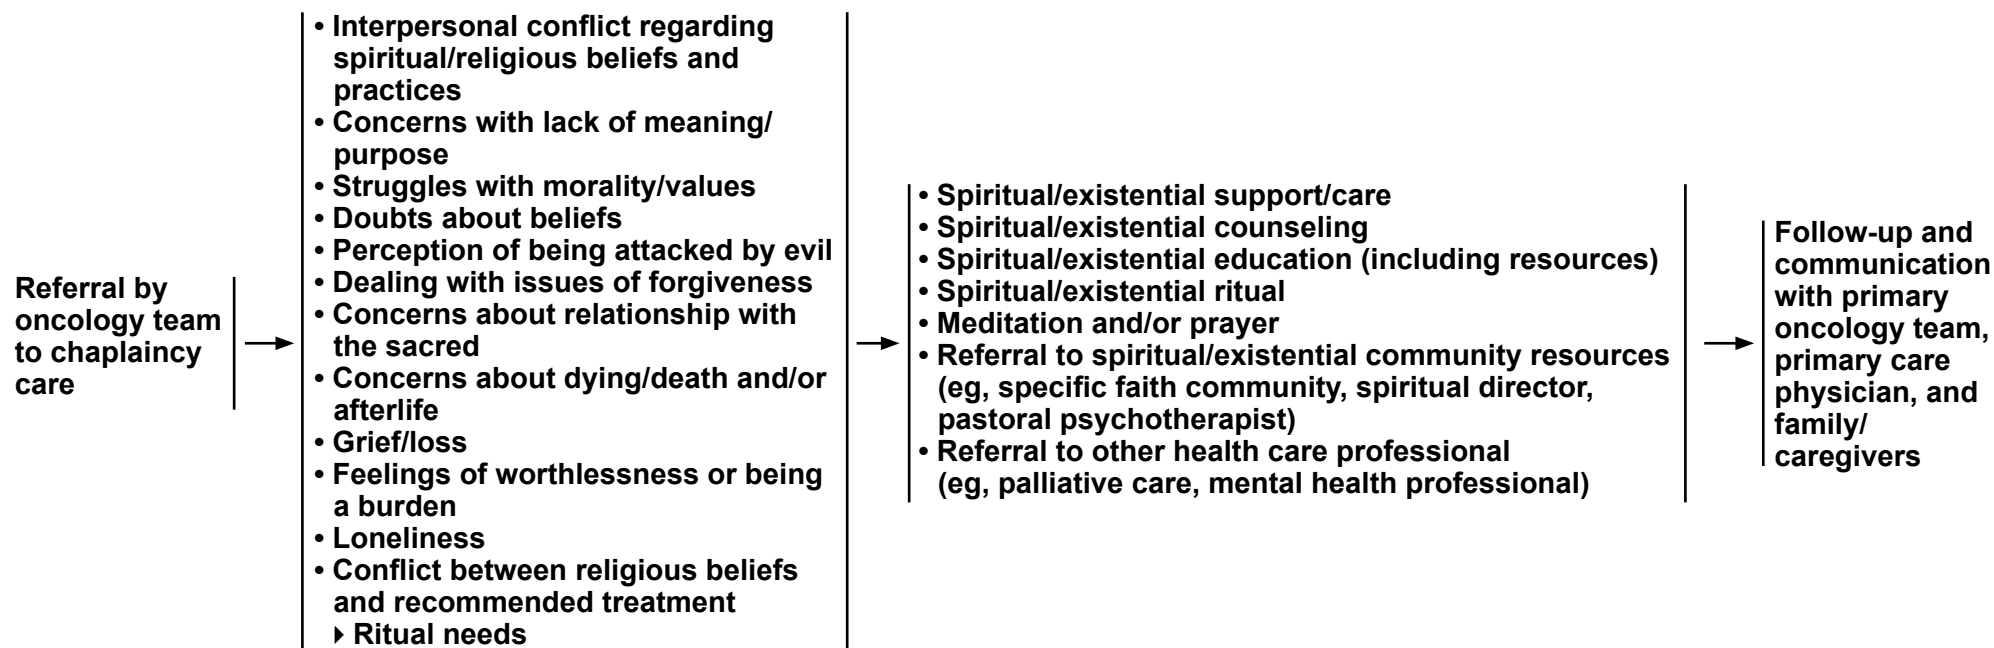 Referral by
oncology team
to chaplaincy
care
• Interpersonal conflict regarding
spiritual/religious beliefs and
practices
• Concerns with lack of meaning/
purpose
• Struggles with morality/values
• Doubts about beliefs
• Perception of being attacked by evil
• Dealing with issues of forgiveness
• Concerns about relationship with
the sacred
• Concerns about dying/death and/or
afterlife
• Grief/loss
• Feelings of worthlessness or being
a burden
• Loneliness
• Conflict between religious beliefs
and recommended treatment
▸ Ritual needs
• Spiritual/existential support/care
• Spiritual/existential counseling
• Spiritual/existential education (including resources)
• Spiritual/existential ritual
• Meditation and/or prayer
• Referral to spiritual/existential community resources
(eg, specific faith community, spiritual director,
pastoral psychotherapist)
• Referral to other health care professional
(eg, palliative care, mental health professional)
Follow-up and
communication
with primary
oncology team,
primary care
physician, and
family/
caregivers